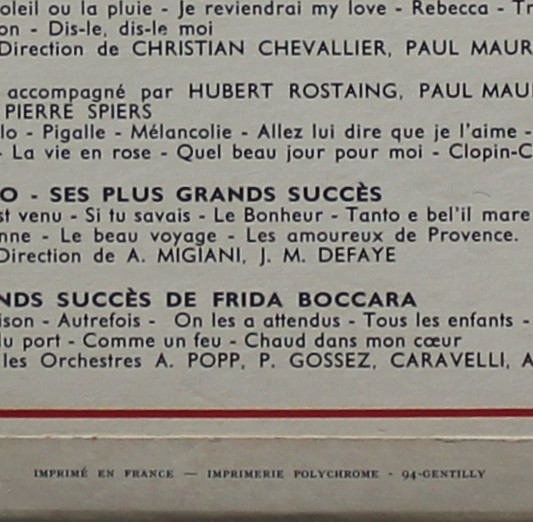 oleil ou la pluie - Je reviendrai my love - Rebecca - Tr
on - Dis-le, dis-le moi
Direction de CHRISTIAN CHEVALLIER, PAUL MAUR
accompagné par HUBERT ROSTAING, PAUL MAU
PIERRE SPIERS
lo - Pigalle - Mélancolie - Allez lui dire que je l'aime -
- La vie en rose - Quel beau jour pour moi - Clopin-C
O - SES PLUS GRANDS SUCCÈS
st venu - Si tu savais - Le Bonheur - Tanto e bel'il mare
nne - Le beau voyage - Les amoureux de Provence.
Direction de A. MIGIANI, J. M. DEFAYE
NDS SUCCÈS DE FRIDA BOCCARA
ison - Autrefois - On les a attendus - Tous les enfants -
du port - Comme un feu - Chaud dans mon cœur
les Orchestres A. POPP, P. GOSSEZ, CARAVELLI, A
IMPRIMÉ EN FRANCE — IMPRIMERIE POLYCHROME - 94-GENTILLY